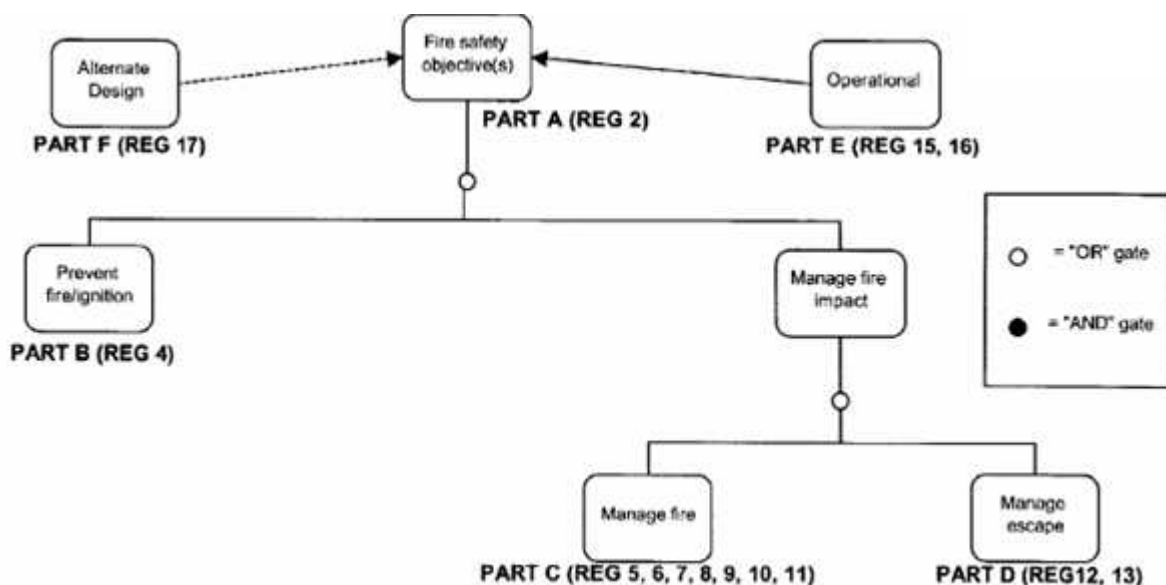 Alternate
Design
PART F (REG 17)
Fire safety
objective(s)
PART A (REG 2)
Operational
PART E (REG 15, 16)
Prevent
fire/ignition
PART B (REG 4)
Manage fire
impact
= "OR" gate
= "AND" gate
Manage fire
PART C (REG 5, 6, 7, 8, 9, 10, 11)
Manage
escape
PART D (REG12, 13)